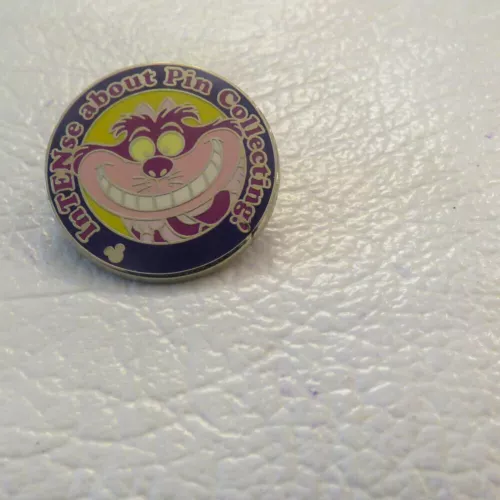 InTENse about Pin Collecting?